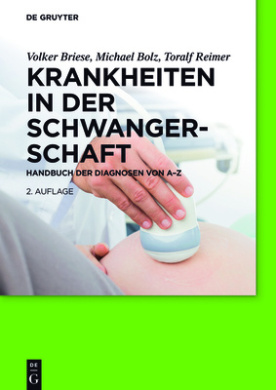 DE GRUYTER
Volker Briese, Michael Bolz, Toralf Reimer
KRANKHEITEN
IN DER
SCHWANGER-
SCHAFT
HANDBUCH DER DIAGNOSEN VON A–Z
2. AUFLAGE
DE
G